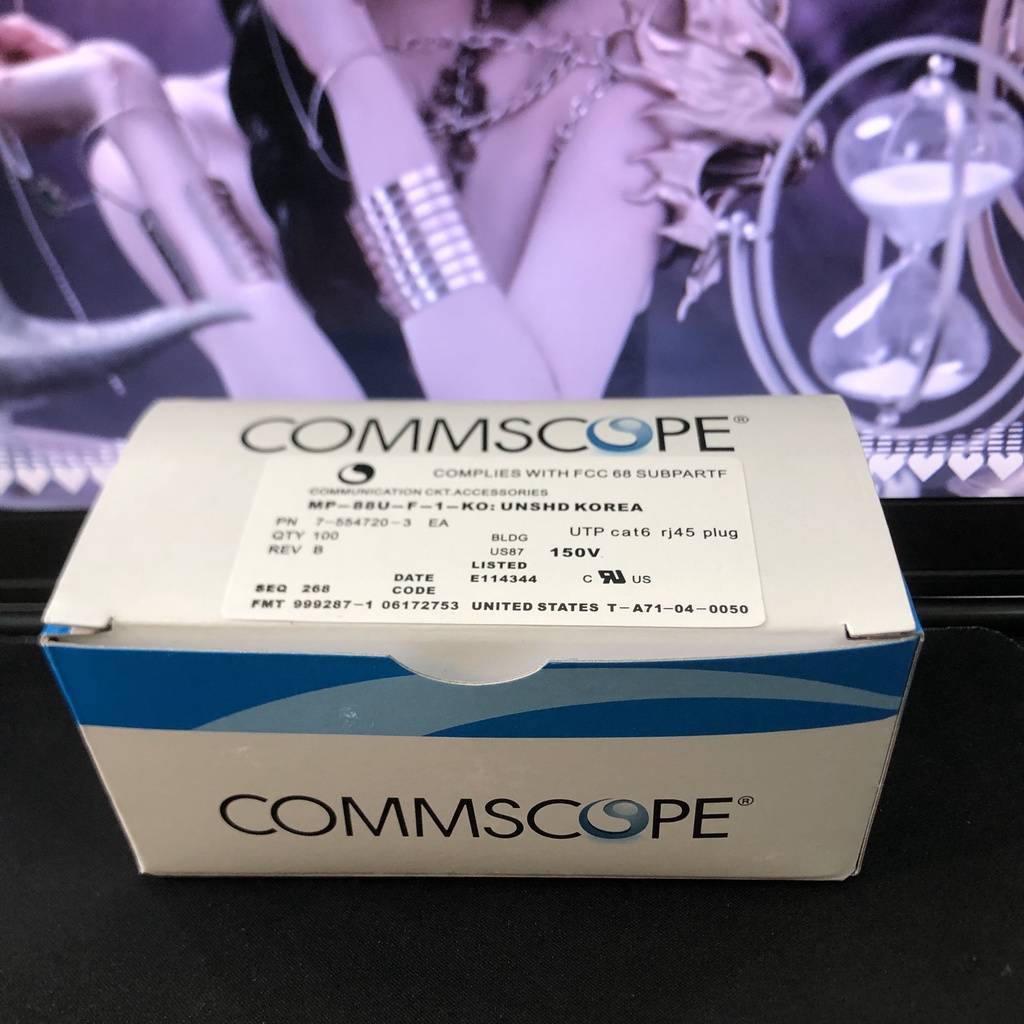 COMMSCOPE®
COMPLIES WITH FCC 68 SUBPARTF
COMMUNICATION CKT.ACCESSORIES
MP-88U-F-1-KO: UNSHD KOREA
PN 7-554720-3 EA
QTY 100
BLDG
UTP cat6 rj45 plug
REV B
US87
150V.
LISTED
SEQ 268
DATE CODE
E114344
C RU US
FMT 999287-1 06172753 UNITED STATES T-A71-04-0050
COMMSCOPE®